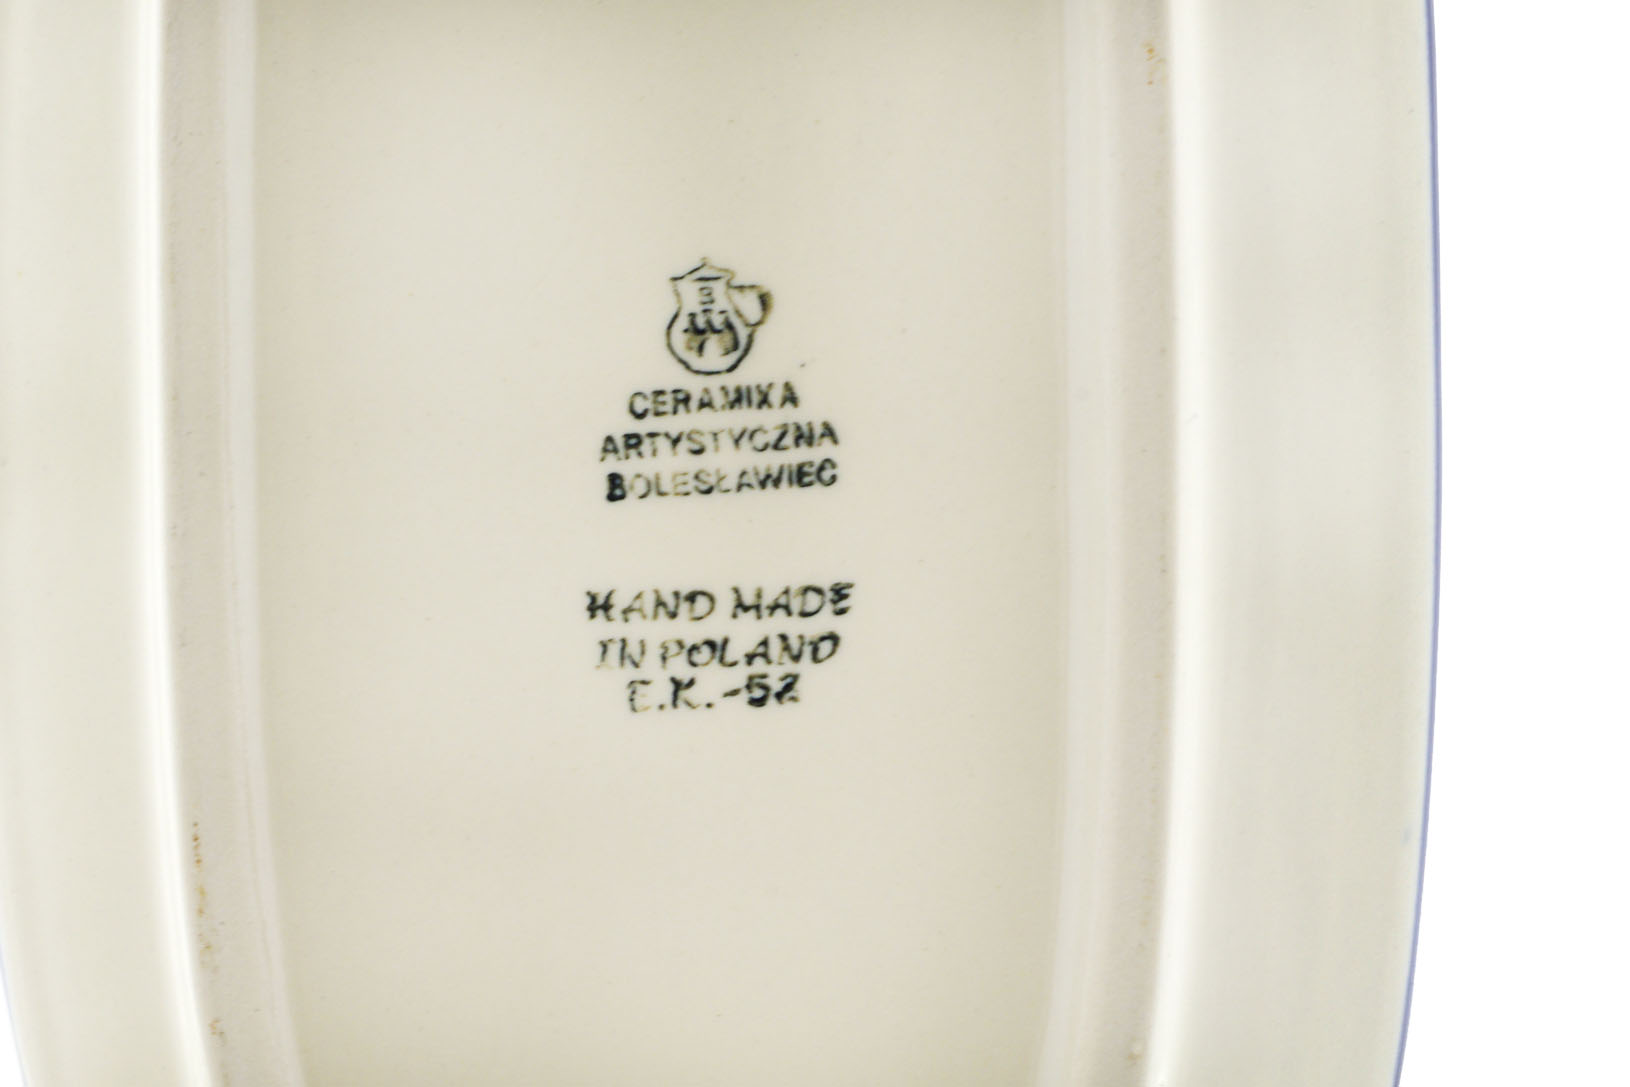 B
CERAMIKA
ARTYSTYCZNA
BOLESŁAWIEC
HAND MADE
IN POLAND
E.K.-52